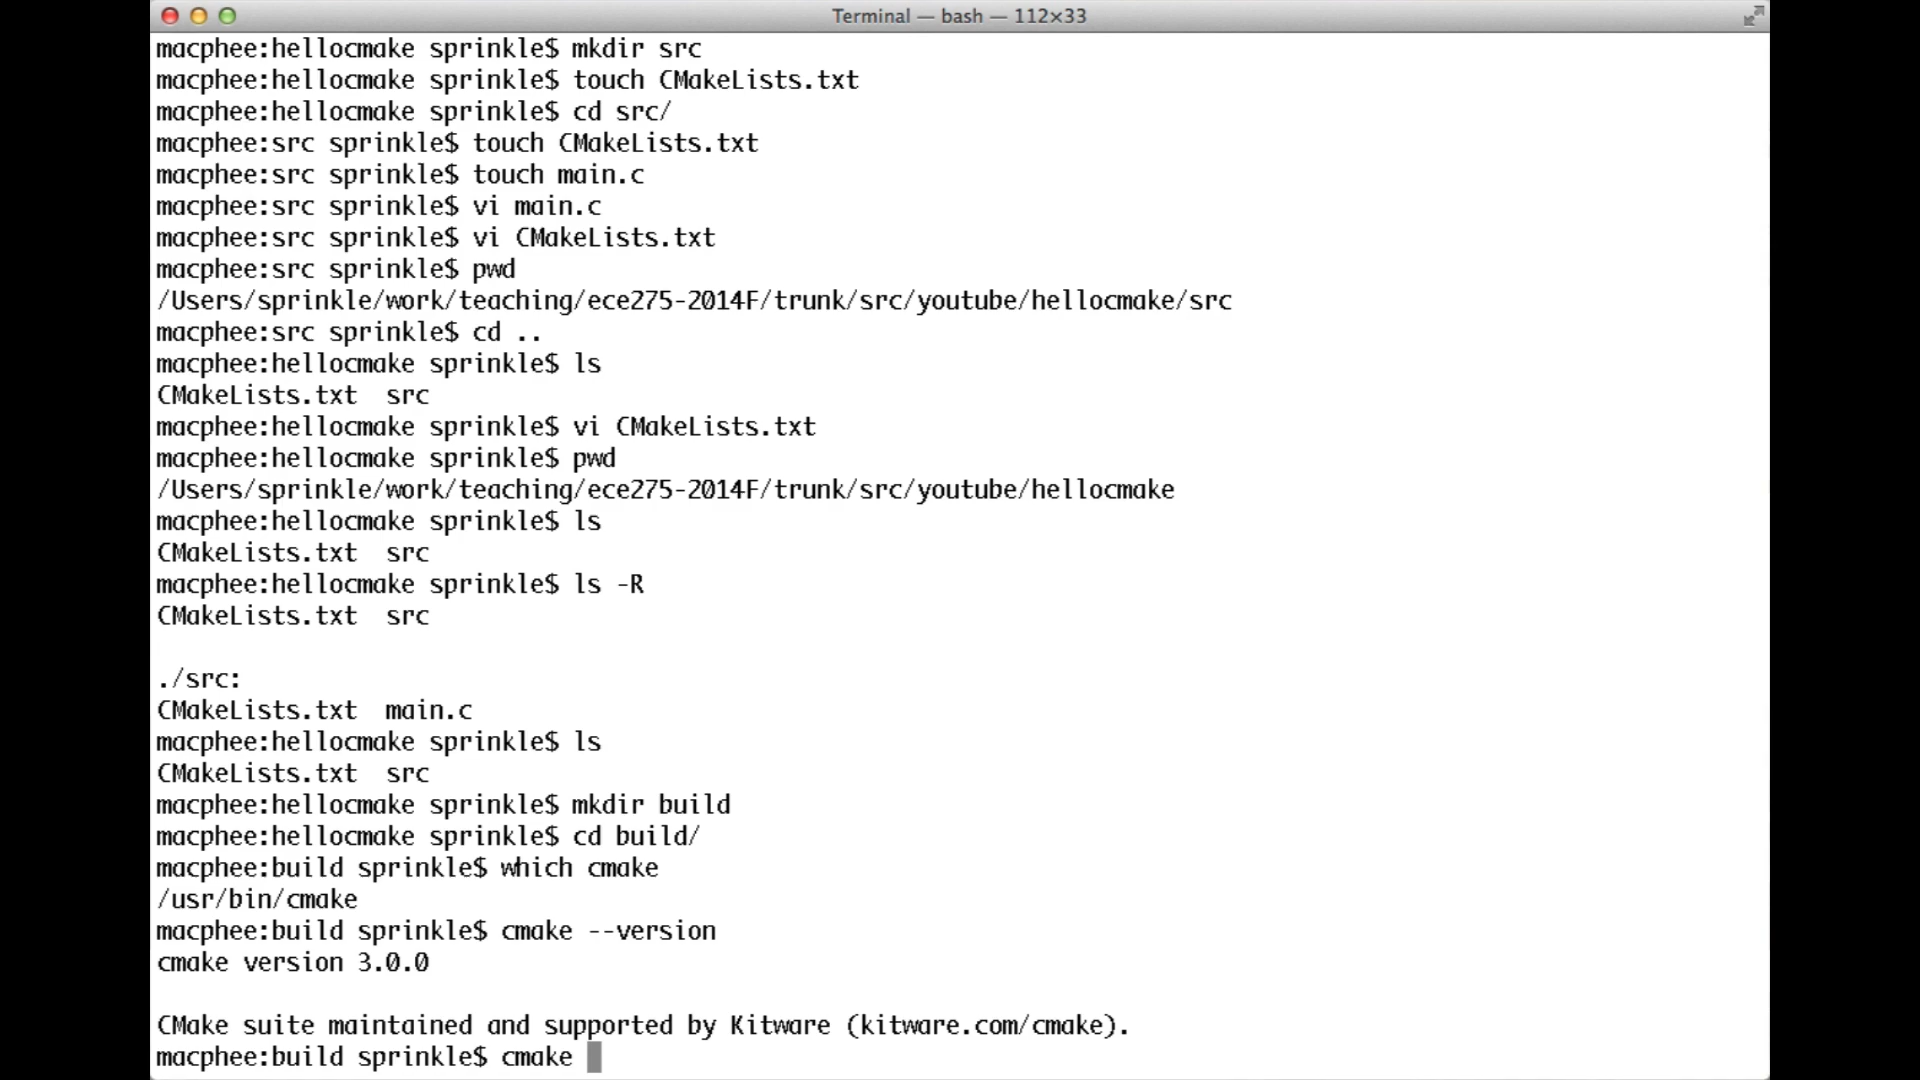 Terminal — bash — 112×33
macphee:hellocmake sprinkle$ mkdir src
macphee:hellocmake sprinkle$ touch CMakeLists.txt
macphee:hellocmake sprinkle$ cd src/
macphee:src sprinkle$ touch CMakeLists.txt
macphee:src sprinkle$ touch main.c
macphee:src sprinkle$ vi main.c
macphee:src sprinkle$ vi CMakeLists.txt
macphee:src sprinkle$ pwd
/Users/sprinkle/work/teaching/ece275-2014F/trunk/src/youtube/hellocmake/src
macphee:src sprinkle$ cd ..
macphee:hellocmake sprinkle$ ls
CMakeLists.txt  src
macphee:hellocmake sprinkle$ vi CMakeLists.txt
macphee:hellocmake sprinkle$ pwd
/Users/sprinkle/work/teaching/ece275-2014F/trunk/src/youtube/hellocmake
macphee:hellocmake sprinkle$ ls
CMakeLists.txt  src
macphee:hellocmake sprinkle$ ls -R
CMakeLists.txt  src
./src:
CMakeLists.txt  main.c
macphee:hellocmake sprinkle$ ls
CMakeLists.txt  src
macphee:hellocmake sprinkle$ mkdir build
macphee:hellocmake sprinkle$ cd build/
macphee:build sprinkle$ which cmake
/usr/bin/cmake
macphee:build sprinkle$ cmake --version
cmake version 3.0.0
CMake suite maintained and supported by Kitware (kitware.com/cmake).
macphee:build sprinkle$ cmake